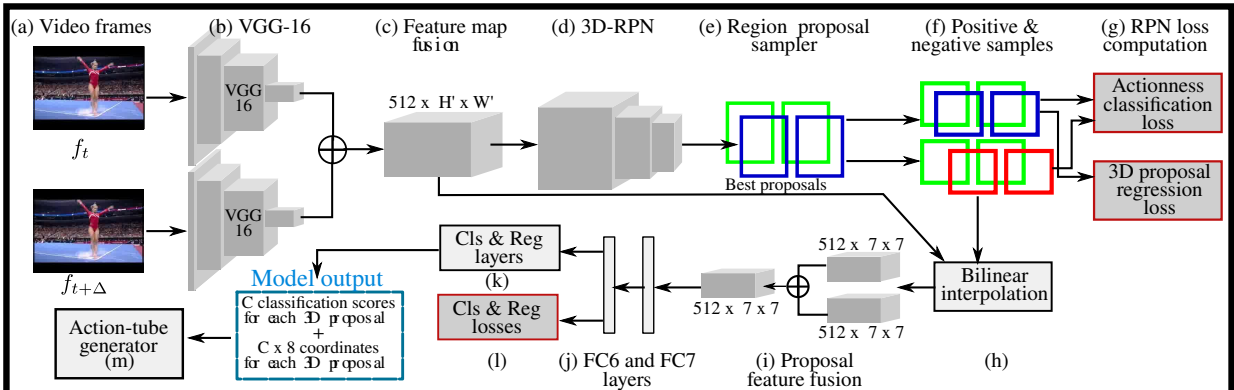 (a) Video frames
(b) VGG-16
(c) Feature map
fusion
(d) 3D-RPN
(e) Region proposal
sampler
(f) Positive &
negative samples
(g) RPN loss
computation
VGG
16
512 x H' x W'
Actionness
classification
loss
f_t
Best proposals
3D proposal
regression
loss
VGG
16
f_{t+Δ}
Model output
C classification scores
for each 3D proposal
+
C x 8 coordinates
for each 3D proposal
Action-tube
generator
(m)
Cls & Reg
layers
(k)
Cls & Reg
losses
(l)
(j) FC6 and FC7
layers
512 x 7 x 7
512 x 7 x 7
512 x 7 x 7
(i) Proposal
feature fusion
Bilinear
interpolation
(h)